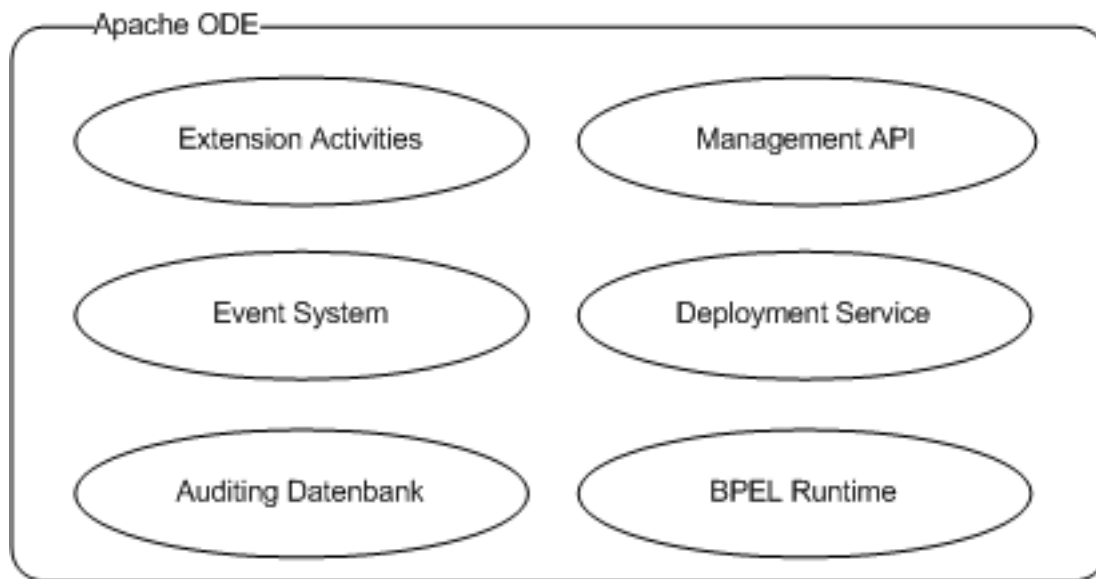 Apache ODE
Extension Activities
Management API
Event System
Deployment Service
Auditing Datenbank
BPEL Runtime